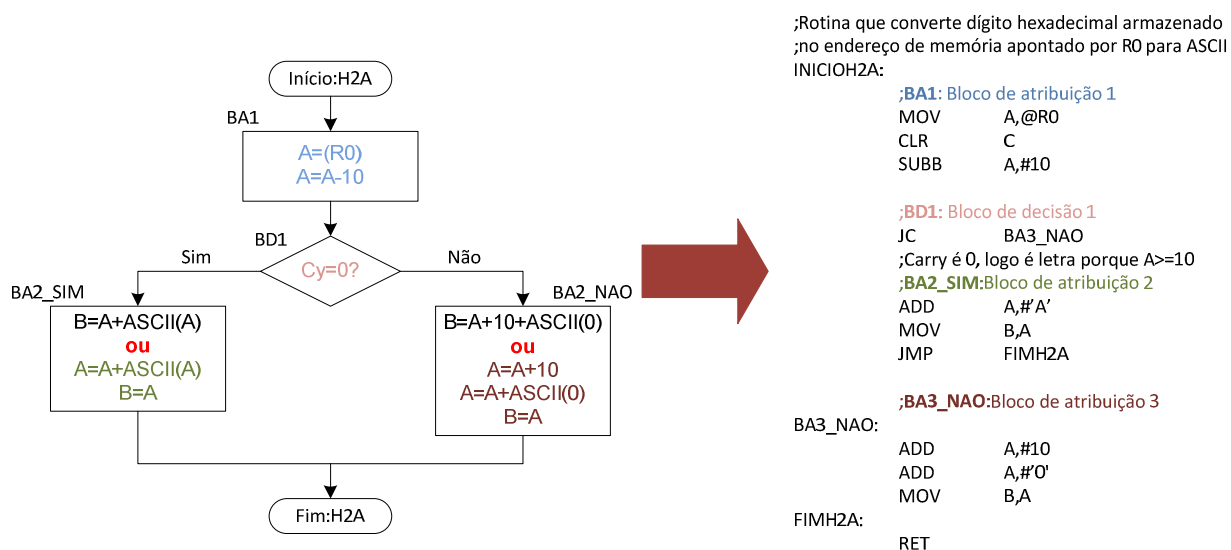 Início:H2A
BA1
A=(R0)
A=A-10
BD1
Cy=0?
Sim
Não
BA2_SIM
B=A+ASCII(A)
ou
A=A+ASCII(A)
B=A
BA2_NAO
B=A+10+ASCII(0)
ou
A=A+10
A=A+ASCII(0)
B=A
Fim:H2A
;Rotina que converte dígito hexadecimal armazenado
;no endereço de memória apontado por R0 para ASCII
INICIOH2A:
;BA1: Bloco de atribuição 1
MOV A,@R0
CLR C
SUBB A,#10
;BD1: Bloco de decisão 1
JC BA3_NAO
;Carry é 0, logo é letra porque A>=10
;BA2_SIM:Bloco de atribuição 2
ADD A,#’A’
MOV B,A
JMP FIMH2A
;BA3_NAO:Bloco de atribuição 3
BA3_NAO:
ADD A,#10
ADD A,#’0'
MOV B,A
FIMH2A:
RET